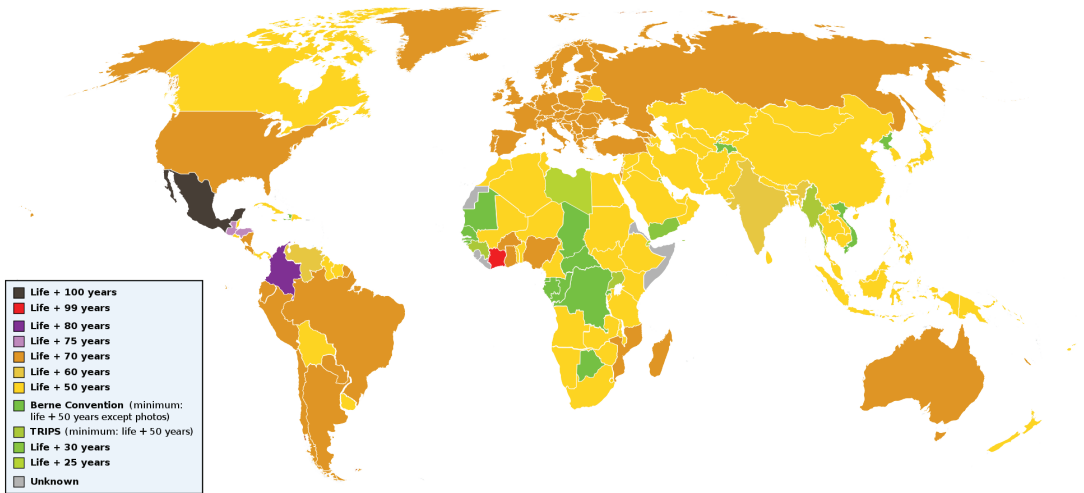 Life + 100 years
Life + 99 years
Life + 80 years
Life + 75 years
Life + 70 years
Life + 60 years
Life + 50 years
Berne Convention (minimum:
life + 50 years except photos)
TRIPS (minimum: life + 50 years)
Life + 30 years
Life + 25 years
Unknown